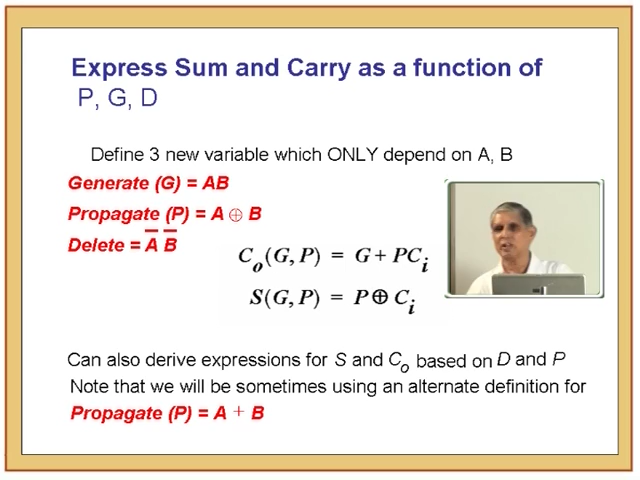 Express Sum and Carry as a function of
P, G, D
Define 3 new variable which ONLY depend on A, B
Generate (G) = AB
Propagate (P) = A ⊕ B
Delete = A̅ B̅
Cₒ(G, P) = G + PCᵢ
S(G, P) = P ⊕ Cᵢ
Can also derive expressions for S and Cₒ based on D and P
Note that we will be sometimes using an alternate definition for
Propagate (P) = A + B